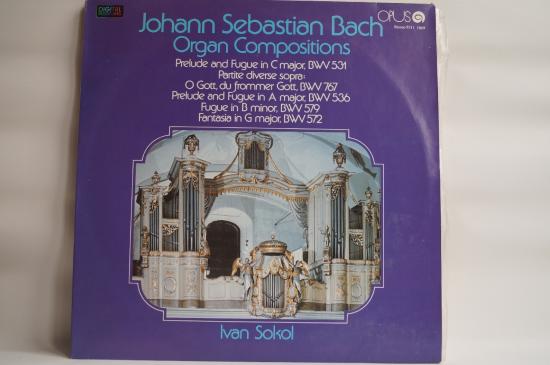 DIGITAL
Johann Sebastian Bach
OPUS
Organ Compositions
Prelude and Fugue in C major, BWV 531
Partite diverse sopra:
O Gott, du frommer Gott, BWV 767
Prelude and Fugue in A major, BWV 536
Fugue in B minor, BWV 579
Fantasia in G major, BWV 572
Ivan Sokol